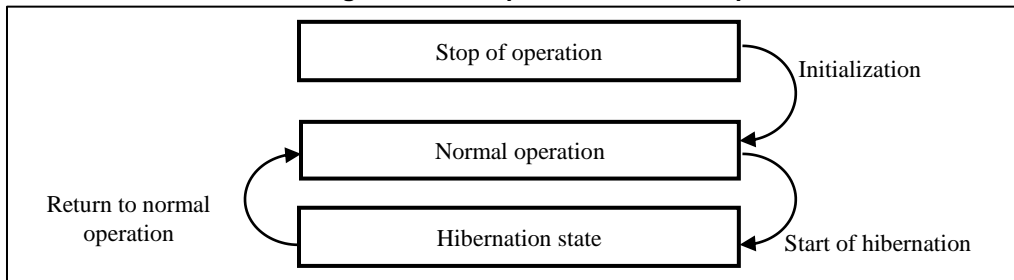 Stop of operation
Initialization
Normal operation
Return to normal
operation
Hibernation state
Start of hibernation